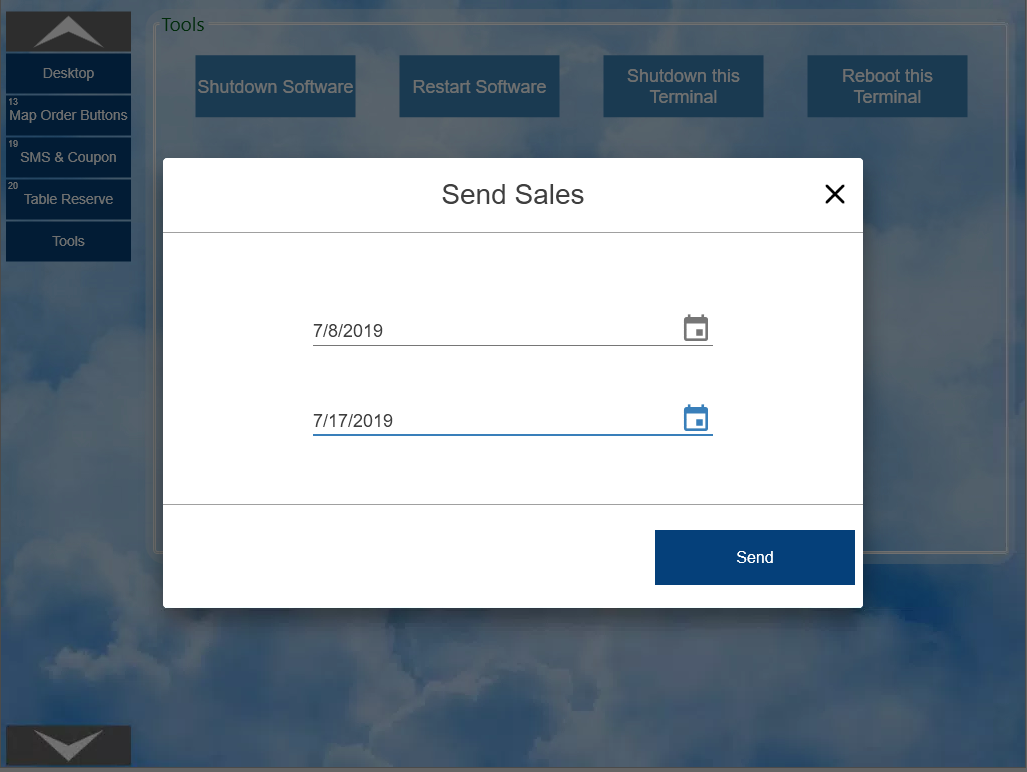 Desktop
13
Map Order Buttons
19
SMS & Coupon
20
Table Reserve
Tools
Tools
Shutdown Software
Restart Software
Shutdown this
Terminal
Reboot this
Terminal
Send Sales
7/8/2019
7/17/2019
Send